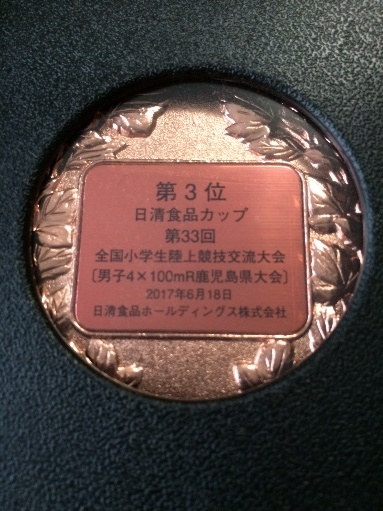 第3位
日清食品カップ
第33回
全国小学生陸上競技交流大会
〔男子4×100mR鹿児島県大会〕
2017年6月18日
日清食品ホールディングス株式会社